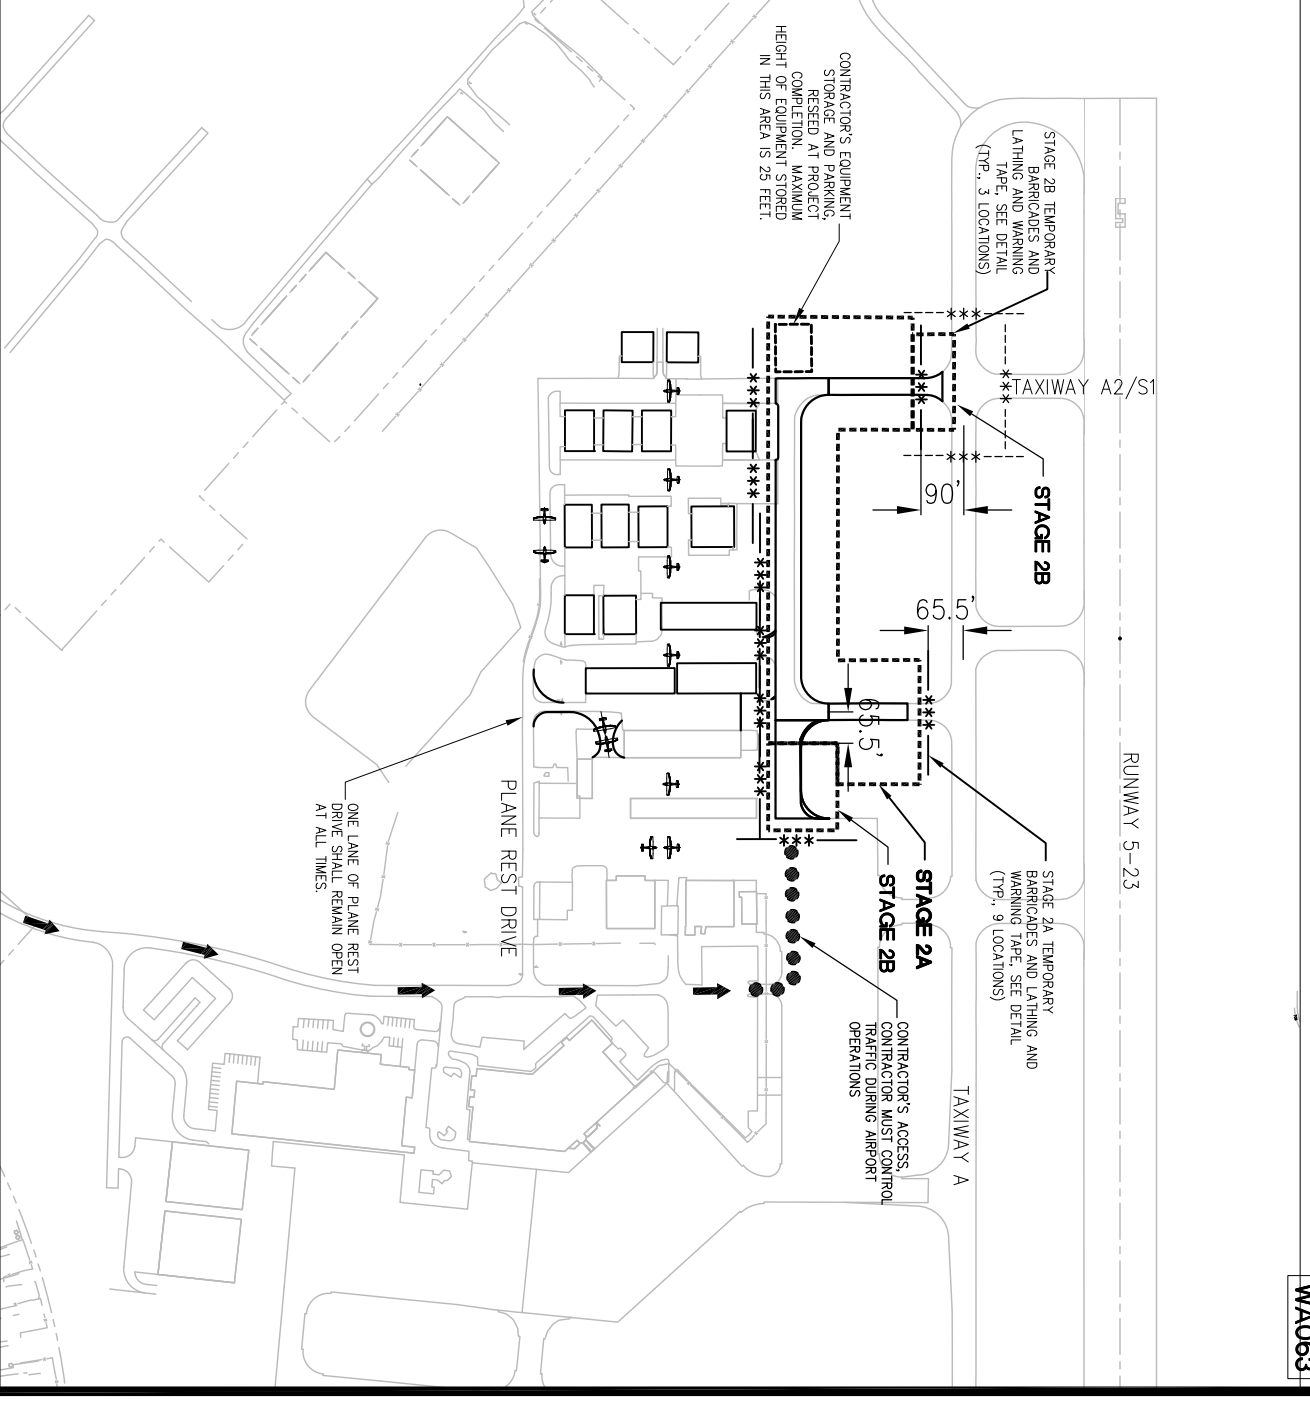 CONTRACTOR'S EQUIPMENT
STORAGE AND PARKING,
RESEED AT PROJECT
COMPLETION. MAXIMUM
HEIGHT OF EQUIPMENT STORED
IN THIS AREA IS 25 FEET.
STAGE 2B TEMPORARY
BARRICADES AND
LATHING AND WARNING
TAPE, SEE DETAIL
(TYP., 3 LOCATIONS)
TAXIWAY A2/S1
STAGE 2B
90'
65.5'
65.5'
RUNWAY 5-23
STAGE 2A TEMPORARY
BARRICADES AND LATHING AND
WARNING TAPE, SEE DETAIL
(TYP., 9 LOCATIONS)
STAGE 2A
STAGE 2B
PLANE REST DRIVE
ONE LANE OF PLANE REST
DRIVE SHALL REMAIN OPEN
AT ALL TIMES.
CONTRACTOR'S ACCESS,
CONTRACTOR MUST CONTROL
TRAFFIC DURING AIRPORT
OPERATIONS
TAXIWAY A
WA063